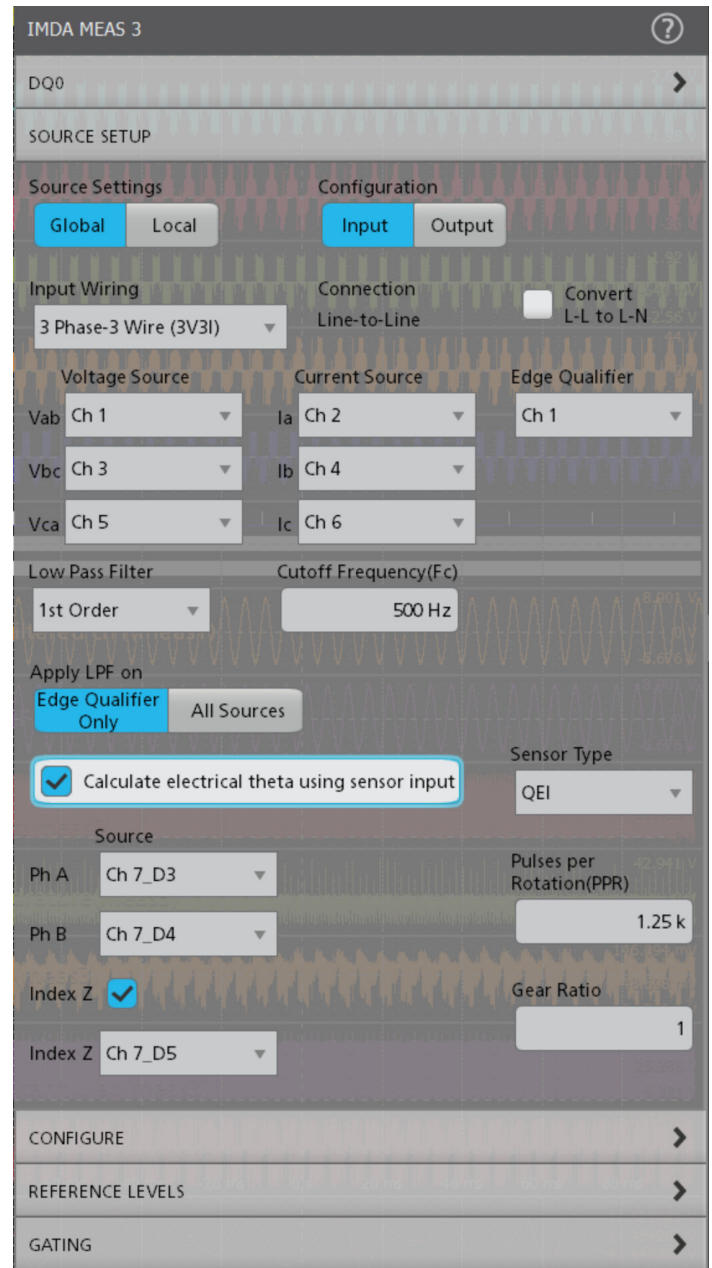 IMDA MEAS 3
?
DQ0
SOURCE SETUP
Source Settings
Configuration
Global Local
Input Output
Input Wiring
Connection
Convert
L-L to L-N
3 Phase-3 Wire (3V3I)
Line-to-Line
Voltage Source
Current Source
Edge Qualifier
Vab Ch 1
Ia Ch 2
Ch 1
Vbc Ch 3
Ib Ch 4
Vca Ch 5
Ic Ch 6
Low Pass Filter
Cutoff Frequency(Fc)
1st Order
500 Hz
Apply LPF on
Edge Qualifier
Only
All Sources
Calculate electrical theta using sensor input
Sensor Type
QEI
Source
Ph A Ch 7_D3
Pulses per
Rotation(PPR)
1.25 k
Ph B Ch 7_D4
Index Z
Gear Ratio
1
Index Z Ch 7_D5
CONFIGURE
REFERENCE LEVELS
GATING